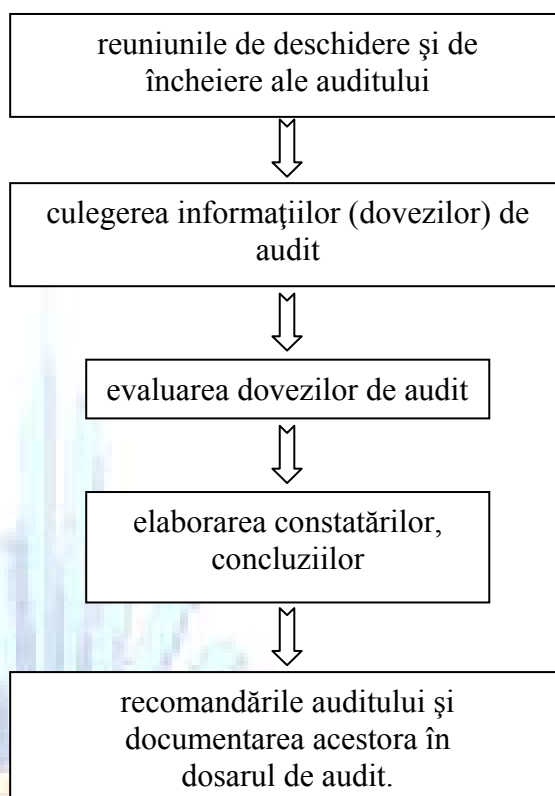 reuniunile de deschidere şi de
încheiere ale auditului
culegerea informaţiilor (dovezilor) de
audit
evaluarea dovezilor de audit
elaborarea constatărilor,
concluziilor
recomandările auditului şi
documentarea acestora în
dosarul de audit.